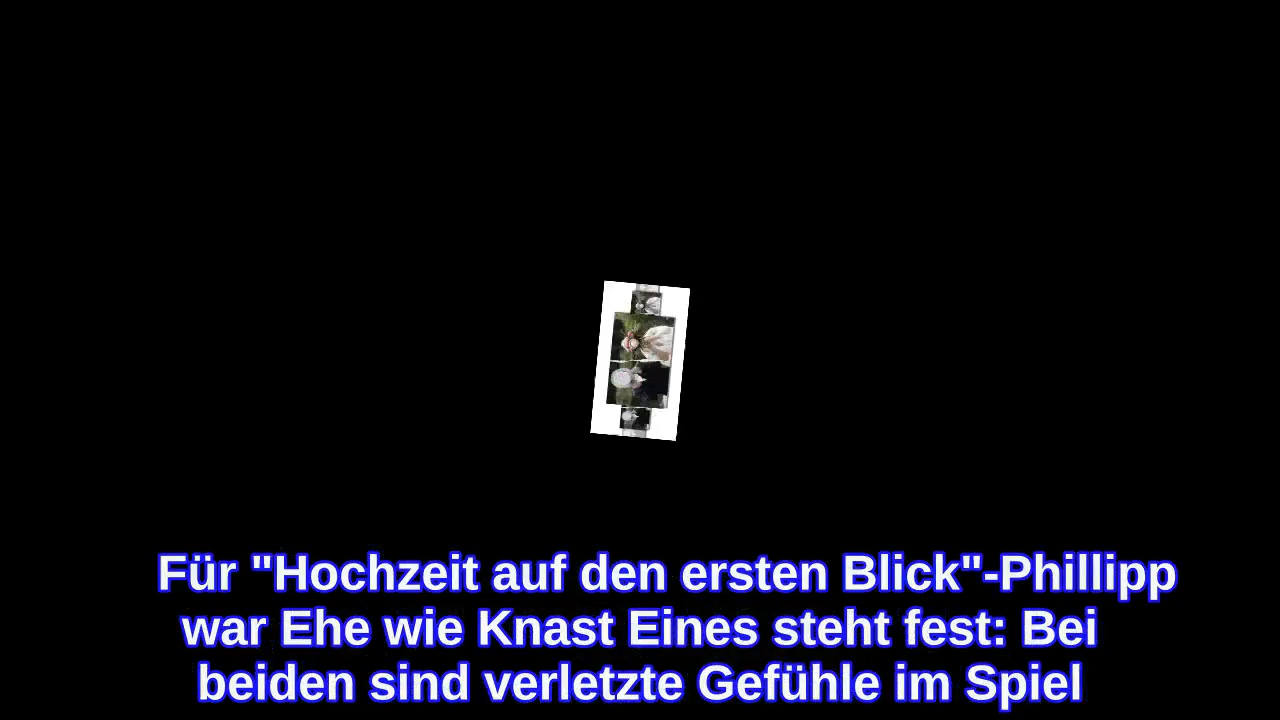 Für "Hochzeit auf den ersten Blick"-Phillipp
war Ehe wie Knast Eines steht fest: Bei
beiden sind verletzte Gefühle im Spiel